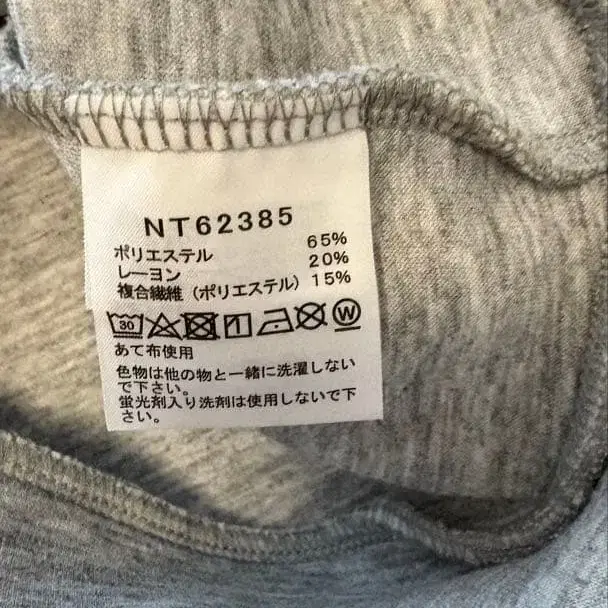 NT62385
ポリエステル 65%
レーヨン 20%
複合繊維（ポリエステル）15%
30 W
あて布使用
色物は他の物と一緒に洗濯しない
で下さい。
蛍光剤入り洗剤は使用しないで下
さい。